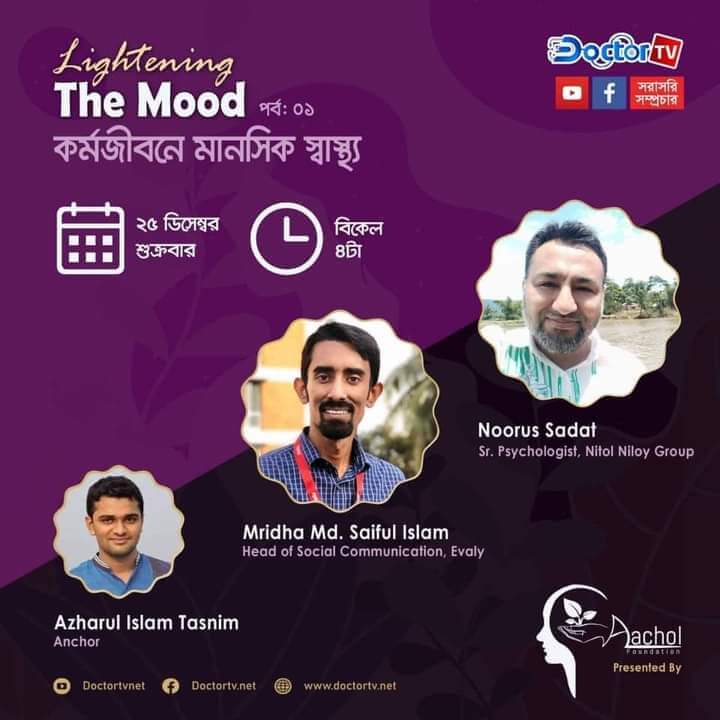 Lightening
The Mood পর্ব: ০১
কর্মজীবনে মানসিক স্বাস্থ্য
Doctor TV
সরাসরি
সম্প্রচার
২৫ ডিসেম্বর
শুক্রবার
বিকেল
৪টা
Noorus Sadat
Sr. Psychologist, Nitol Niloy Group
Mridha Md. Saiful Islam
Head of Social Communication, Evaly
Azharul Islam Tasnim
Anchor
Aachol
Foundation
Presented By
Doctortvnet Doctortv.net www.doctortv.net